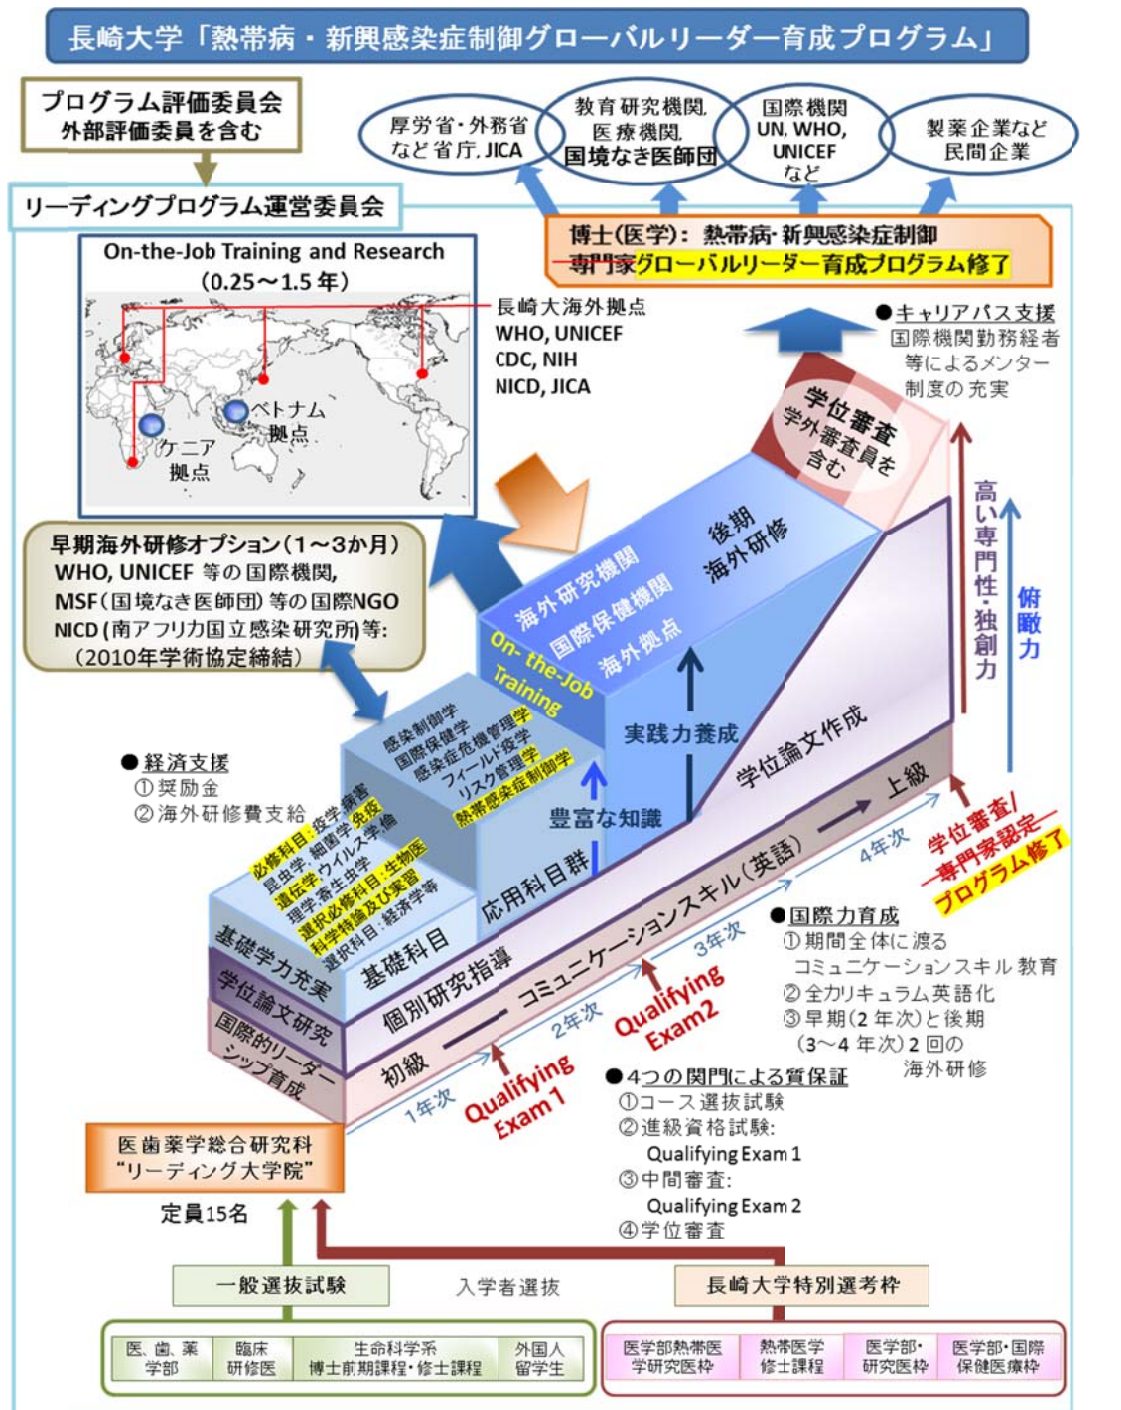 長崎大学「熱帯病・新興感染症制御グローバルリーダー育成プログラム」
プログラム評価委員会
外部評価委員を含む
リーディングプログラム運営委員会
厚労省・外務省
など省庁, JICA
教育研究機関,
医療機関,
国境なき医師団
国際機関
UN, WHO,
UNICEF
など
製薬企業など
民間企業
博士(医学): 熱帯病・新興感染症制御
専門家グローバルリーダー育成プログラム修了
On-the-Job Training and Research
(0.25～1.5 年)
ケニア
拠点
ベトナム
拠点
長崎大海外拠点
WHO, UNICEF
CDC, NIH
NICD, JICA
●キャリアパス支援
国際機関勤務経者
等によるメンター
制度の充実
学位審査
学外審査員を
含む
早期海外研修オプション(1～3か月)
WHO, UNICEF 等の国際機関,
MSF(国境なき医師団) 等の国際NGO
NICD (南アフリカ国立感染研究所)等:
(2010年学術協定締結)
後期
海外研修
海外研究機関
国際保健機関
海外拠点
On- the-Job
Training
実践力養成
高い専門性・独創力
俯瞰力
感染制御学
国際保健学
感染症危機管理学
フィールド疫学
リスク管理学
熱帯感染症制御学
豊富な知識
応用科目群
●経済支援
①奨励金
②海外研修費支給
必修科目:疫学,病害
昆虫学,細菌学,免疫
遺伝学,ウイルス学,倫
理学,寄生虫学
選択必修科目:生物医
科学特論及び実習
選択科目:経済学等
基礎学力充実
基礎科目
学位論文研究
個別研究指導
学位論文作成
国際的リーダー
シップ育成
初級
コミュニケーションスキル(英語)
上級
1年次
2年次
3年次
4年次
Qualifying
Exam 1
Qualifying
Exam2
学位審査/
専門家認定
プログラム修了
●国際力育成
①期間全体に渡る
コミュニケーションスキル教育
②全カリキュラム英語化
③早期(2 年次)と後期
(3～4 年次) 2 回の
海外研修
●4つの関門による質保証
①コース選抜試験
②進級資格試験:
Qualifying Exam 1
③中間審査:
Qualifying Exam 2
④学位審査
医歯薬学総合研究科
“リーディング大学院”
定員15名
一般選抜試験
入学者選抜
長崎大学特別選考枠
医、歯、薬
学部
臨床
研修医
生命科学系
博士前期課程・修士課程
外国人
留学生
医学部熱帯医
学研究医枠
熱帯医学
修士課程
医学部・
研究医枠
医学部・国際
保健医療枠